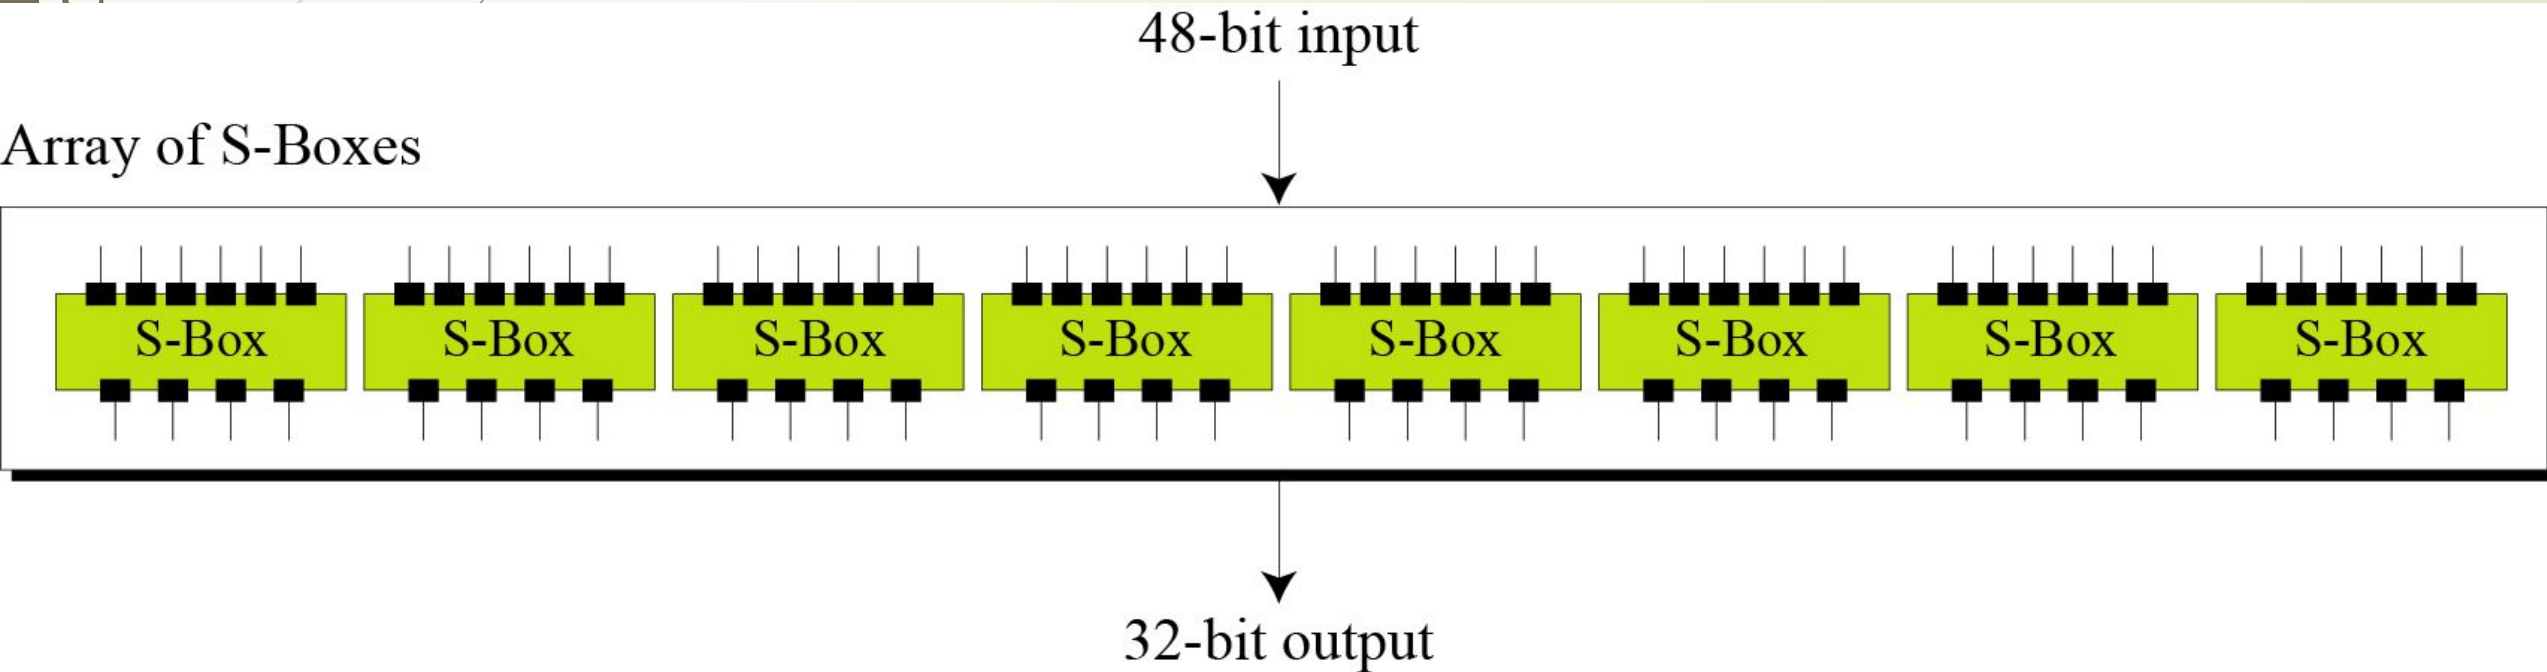 48-bit input
Array of S-Boxes
S-Box S-Box S-Box S-Box S-Box S-Box S-Box S-Box
32-bit output